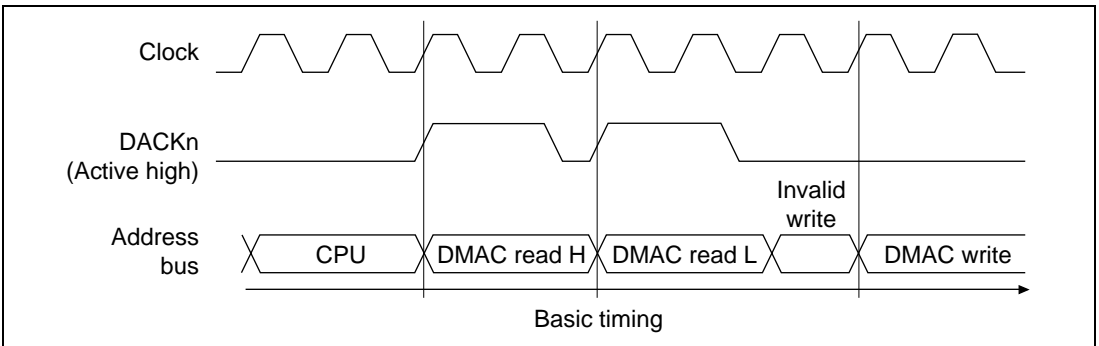 Clock
DACKn
(Active high)
Invalid
write
Address
bus
CPU
DMAC read H
DMAC read L
DMAC write
Basic timing